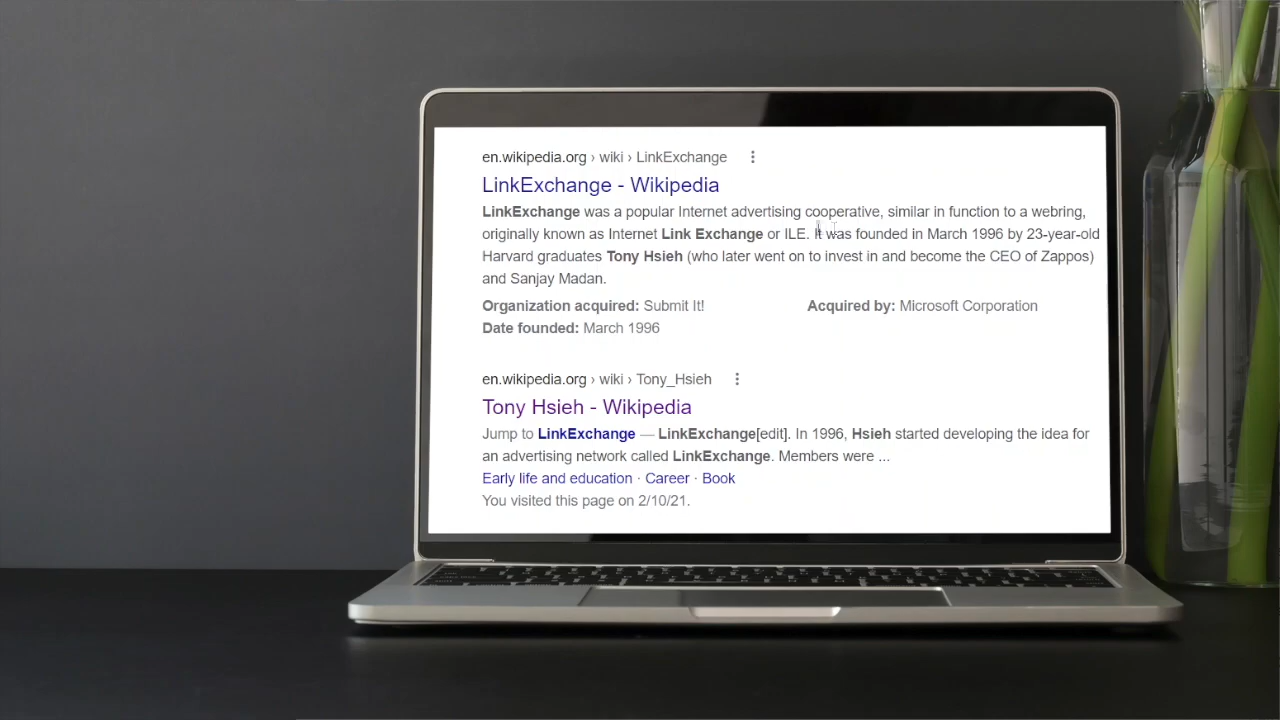 en.wikipedia.org › wiki › LinkExchange
LinkExchange - Wikipedia
LinkExchange was a popular Internet advertising cooperative, similar in function to a webring,
originally known as Internet Link Exchange or ILE. It was founded in March 1996 by 23-year-old
Harvard graduates Tony Hsieh (who later went on to invest in and become the CEO of Zappos)
and Sanjay Madan.
Organization acquired: Submit It! Acquired by: Microsoft Corporation
Date founded: March 1996
en.wikipedia.org › wiki › Tony_Hsieh
Tony Hsieh - Wikipedia
Jump to LinkExchange — LinkExchange[edit]. In 1996, Hsieh started developing the idea for
an advertising network called LinkExchange. Members were ...
Early life and education · Career · Book
You visited this page on 2/10/21.